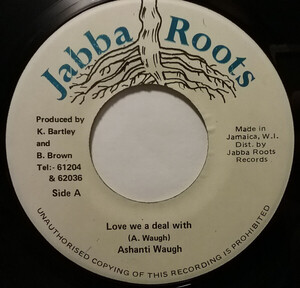 Jabba Roots
Produced by
K. Bartley
and
B. Brown
Tel:- 61204
& 62036
Side A
Made in
Jamaica, W.I.
Dist. by
Jabba Roots
Records
Love we a deal with
(A. Waugh)
Ashanti Waugh
UNAUTHORISED COPYING OF THIS RECORDING IS PROHIBITED